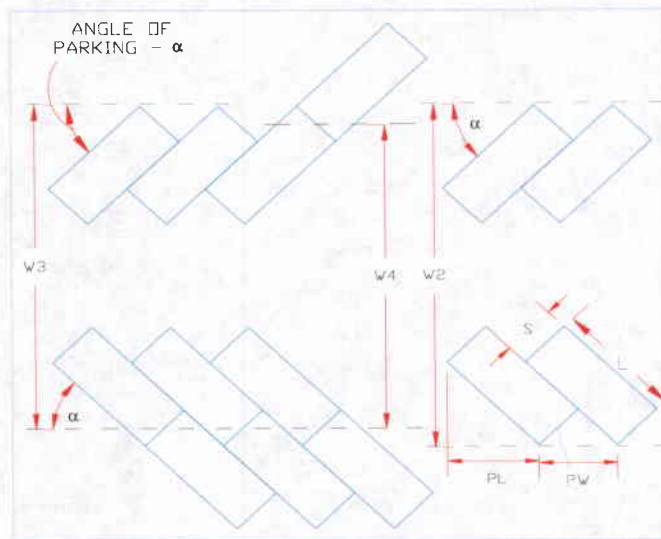 ANGLE OF
PARKING - α
α
W3
W4
W2
S
L
α
PL
PW